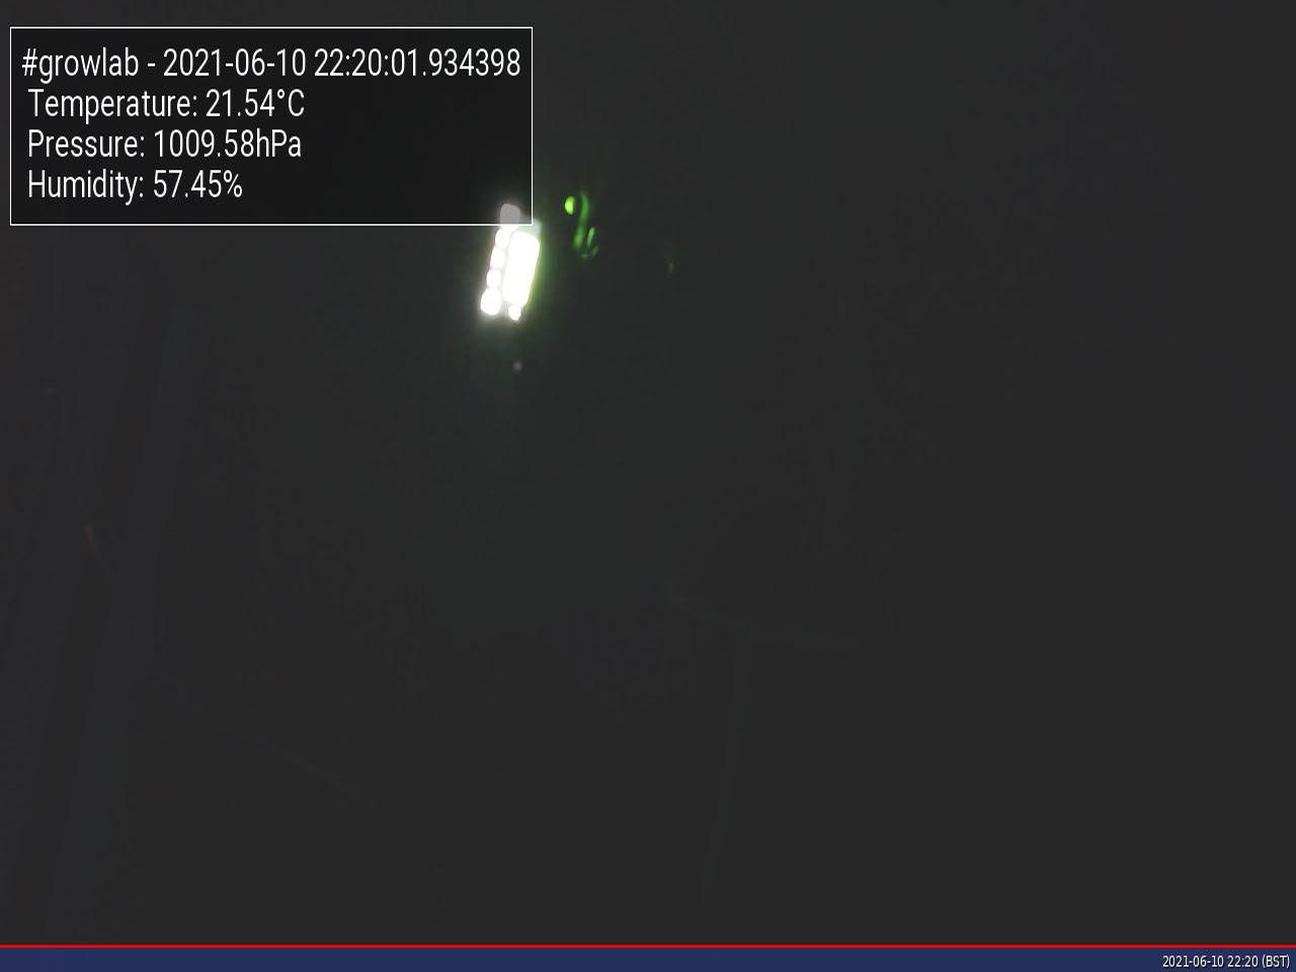 #growlab - 2021-06-10 22:20:01.934398
Temperature: 21.54°C
Pressure: 1009.58hPa
Humidity: 57.45%
2021-06-10 22:20 (BST)